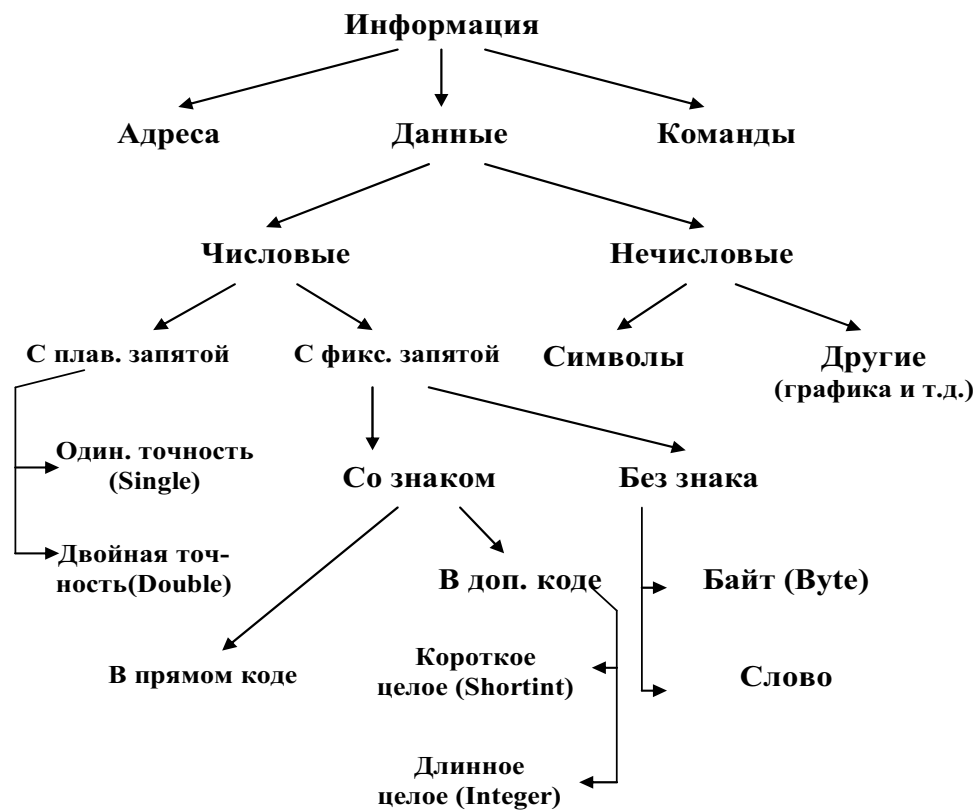 Информация
Адреса
Данные
Команды
Числовые
Нечисловые
С плав. запятой
С фикс. запятой
Символы
Другие
(графика и т.д.)
Один. точность
(Single)
Со знаком
Без знака
Двойная точ-
ность(Double)
В доп. коде
Байт (Byte)
В прямом коде
Короткое
целое (Shortint)
Слово
Длинное
целое (Integer)